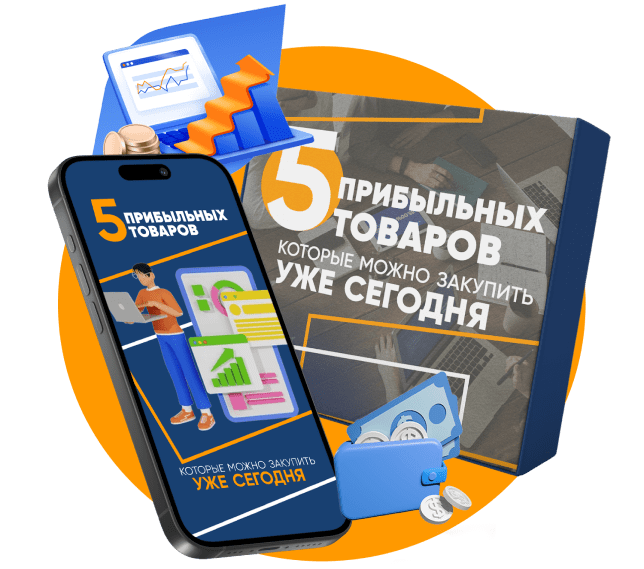 5 ПРИБЫЛЬНЫХ
ТОВАРОВ
КОТОРЫЕ МОЖНО ЗАКУПИТЬ
УЖЕ СЕГОДНЯ
5 ПРИБЫЛЬНЫХ
ТОВАРОВ
КОТОРЫЕ МОЖНО ЗАКУПИТЬ
УЖЕ СЕГОДНЯ